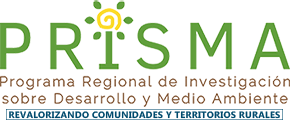 PRISMA
Programa Regional de Investigación
sobre Desarrollo y Medio Ambiente
REVALORIZANDO COMUNIDADES Y TERRITORIOS RURALES